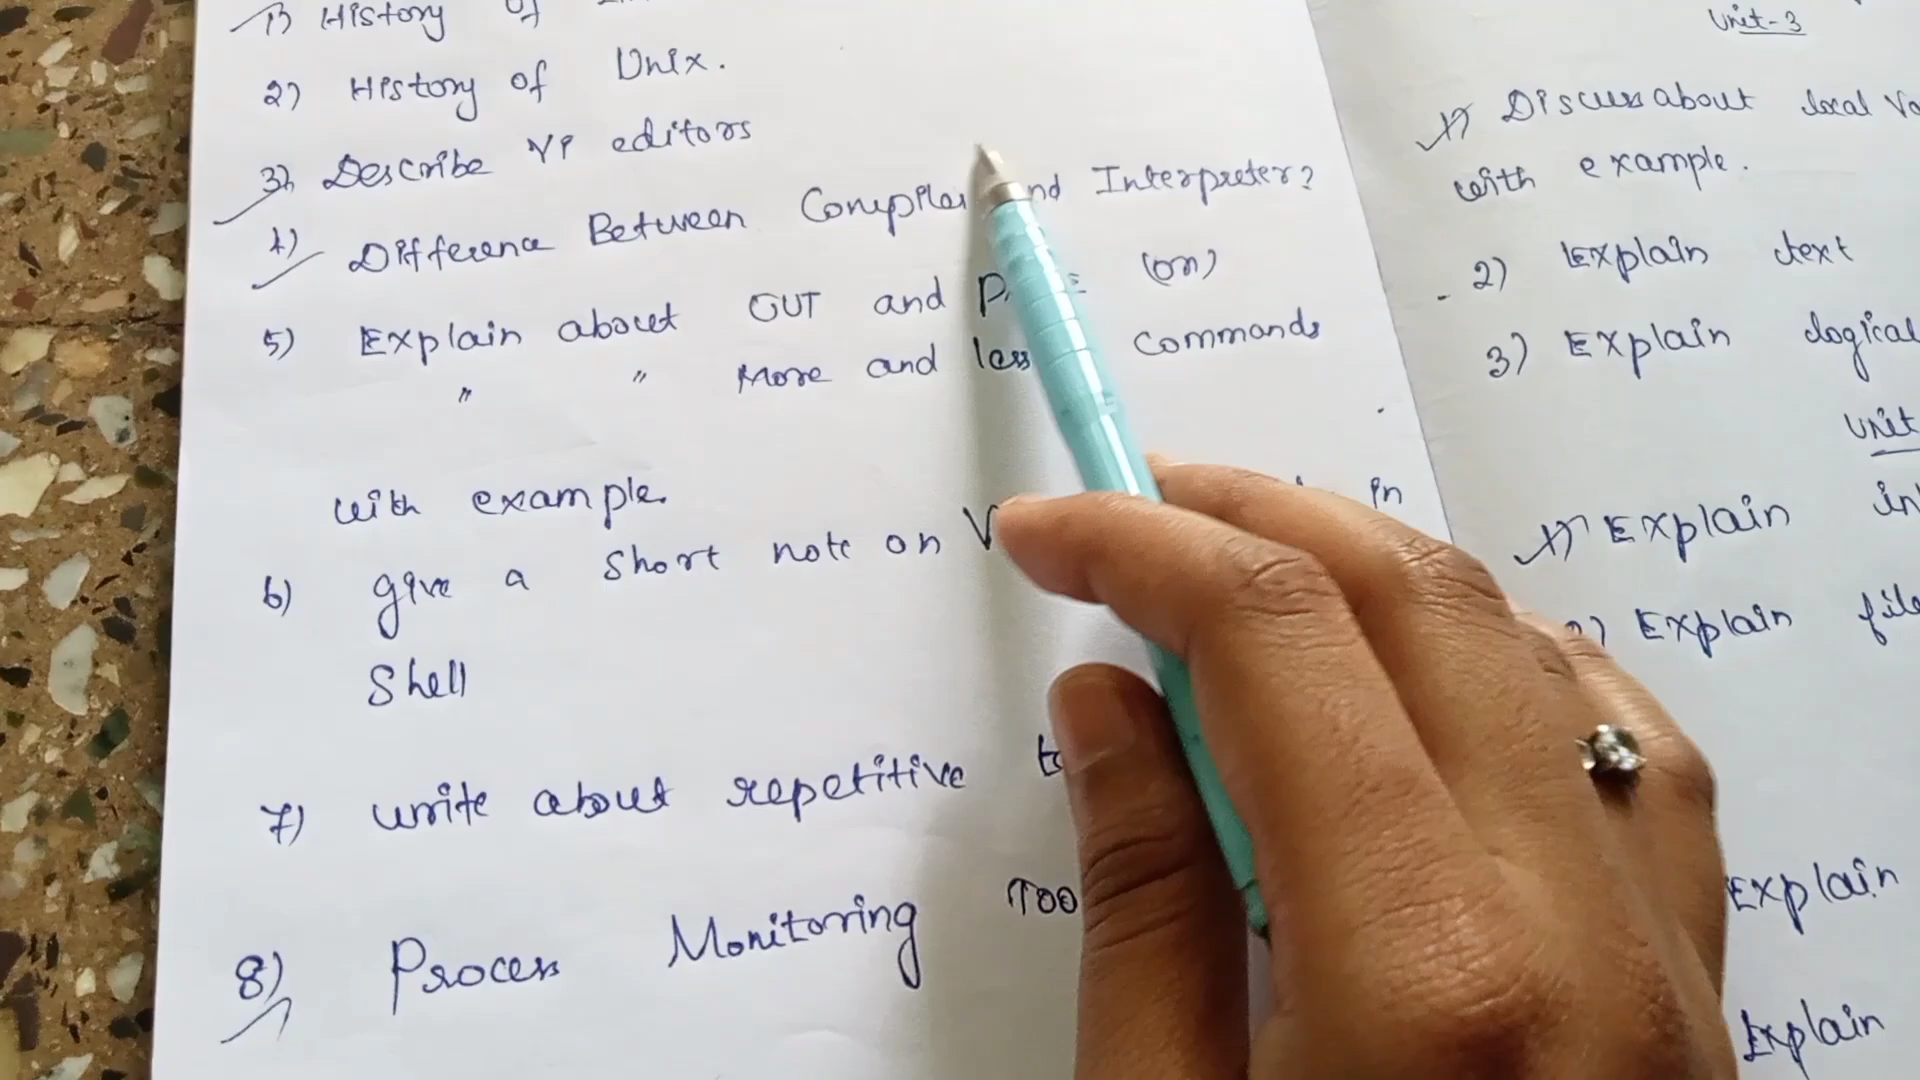 1) History of
2) History of Unix.
3) Describe VI editors
4) Difference Between Compiler and Interpreter?
5) Explain about CUT and (or)
" " More and less commands
with example.
6) give a short note on in
Shell
7) write about repetitive
8) Process Monitoring
Unit-3
1) Discuss about local
with example.
2) Explain text
3) Explain logical
Unit
1) Explain
2) Explain
Explain
Explain